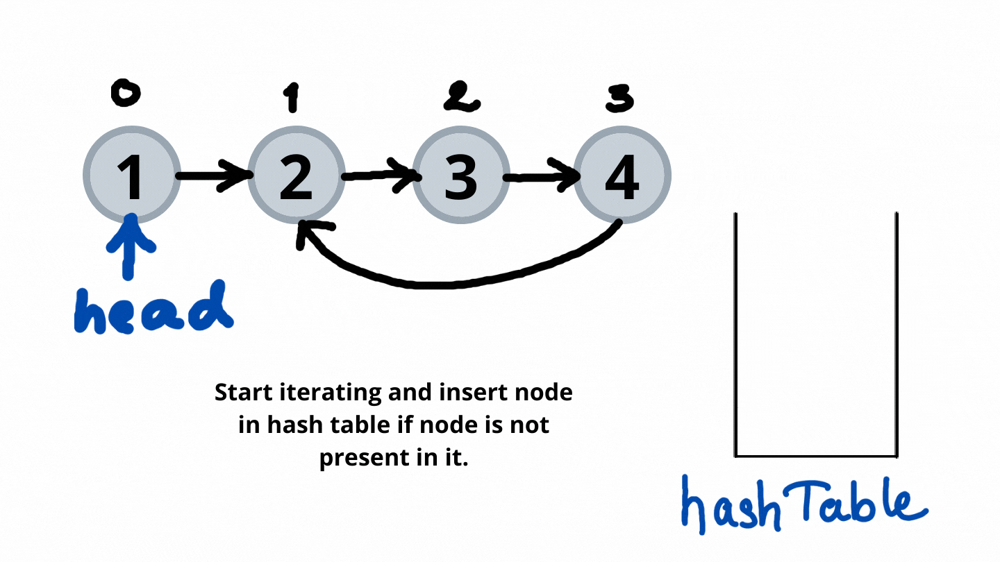 0 1 2 3
1 2 3 4
head
Start iterating and insert node
in hash table if node is not
present in it.
hashTable